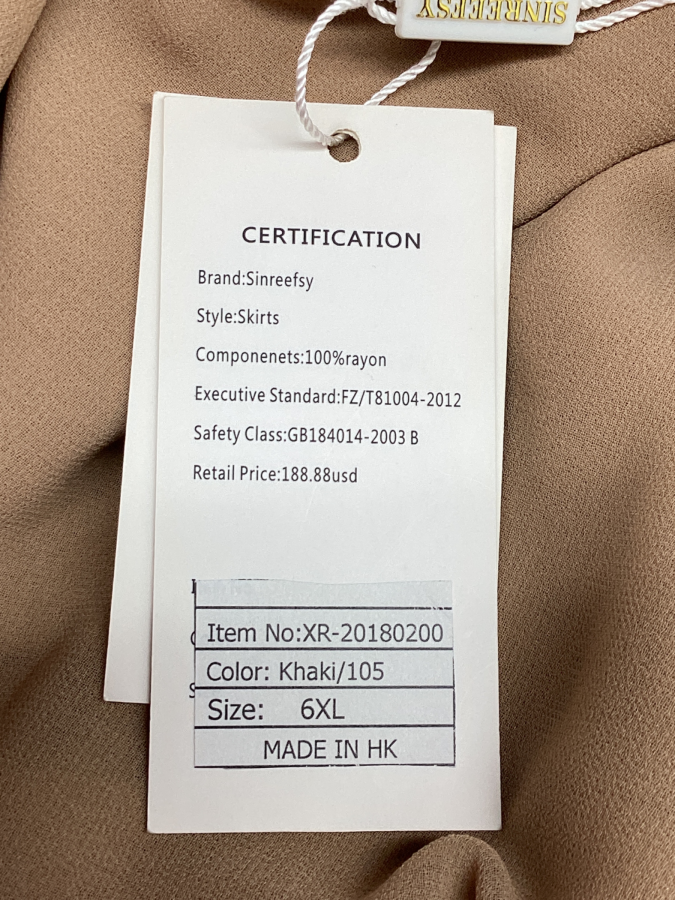 SINREEFSY
CERTIFICATION
Brand:Sinreefsy
Style:Skirts
Componenets:100%rayon
Executive Standard:FZ/T81004-2012
Safety Class:GB184014-2003 B
Retail Price:188.88usd
Item No:XR-20180200
Color: Khaki/105
Size: 6XL
MADE IN HK